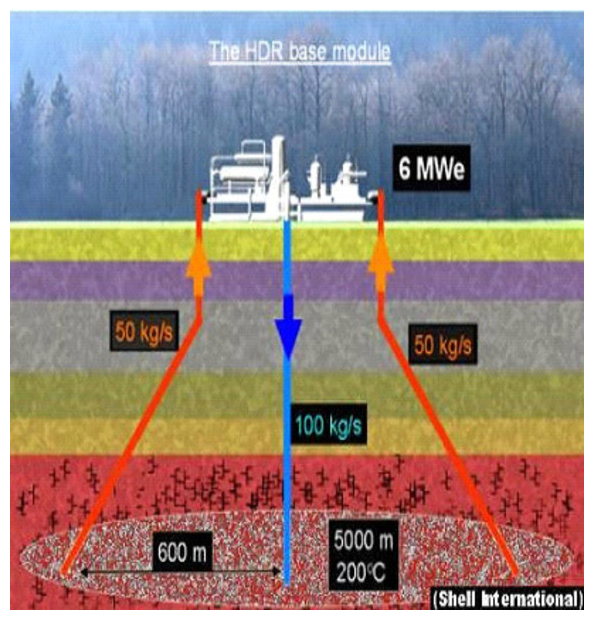 The HDR base module
6 MWe
50 kg/s
50 kg/s
100 kg/s
600 m
5000 m
200°C
(Shell International)